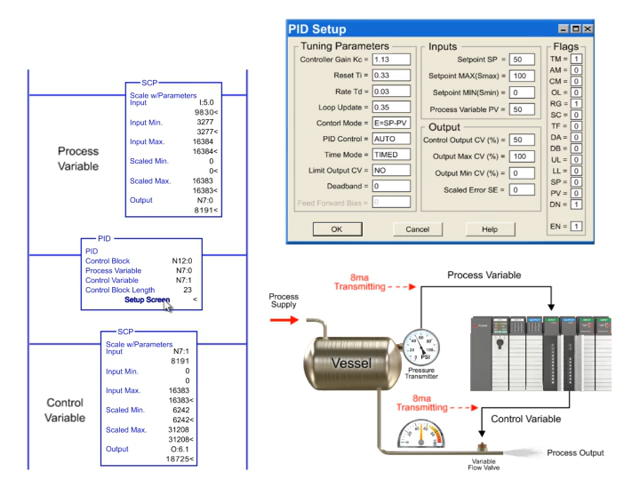 SCP
Scale w/Parameters
Input I:5.0
9830<
Input Min. 3277
3277<
Input Max. 16384
16384<
Scaled Min. 0
0<
Scaled Max. 16383
16383<
Output N7:0
8191<
Process
Variable
PID
PID
Control Block N12:0
Process Variable N7:0
Control Variable N7:1
Control Block Length 23
Setup Screen <
SCP
Scale w/Parameters
Input N7:1
8191
Input Min. 0
0
Input Max. 16383
16383<
Scaled Min. 6242
6242<
Scaled Max. 31208
31208<
Output O:6.1
18725<
Control
Variable
PID Setup
Tuning Parameters
Controller Gain Kc = 1.13
Reset Ti = 0.33
Rate Td = 0.03
Loop Update = 0.35
Contorl Mode = E=SP-PV
PID Control = AUTO
Time Mode = TIMED
Limit Output CV = NO
Deadband = 0
Feed Forward Bias = 0
Inputs
Setpoint SP = 50
Setpoint MAX(Smax) = 100
Setpoint MIN(Smin) = 0
Process Variable PV = 50
Output
Control Output CV (%) = 50
Output Max CV (%) = 100
Output Min CV (%) = 0
Scaled Error SE = 0
Flags
TM = 1
AM = 0
CM = 0
OL = 0
RG = 1
SC = 0
TF = 0
DA = 0
DB = 0
UL = 0
LL = 0
SP = 0
PV = 0
DN = 1
EN = 1
OK
Cancel
Help
8ma
Transmitting
Process Variable
Process
Supply
Vessel
PSI
Pressure
Transmitter
8ma
Transmitting
Control Variable
Variable
Flow Valve
Process Output